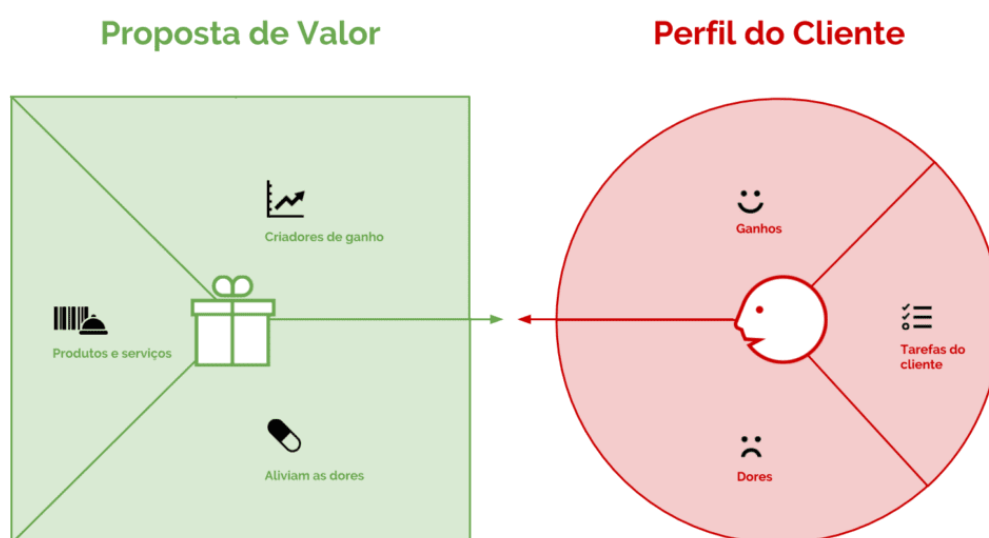 Proposta de Valor
Perfil do Cliente
Criadores de ganho
Produtos e serviços
Aliviam as dores
Ganhos
Tarefas do
cliente
Dores